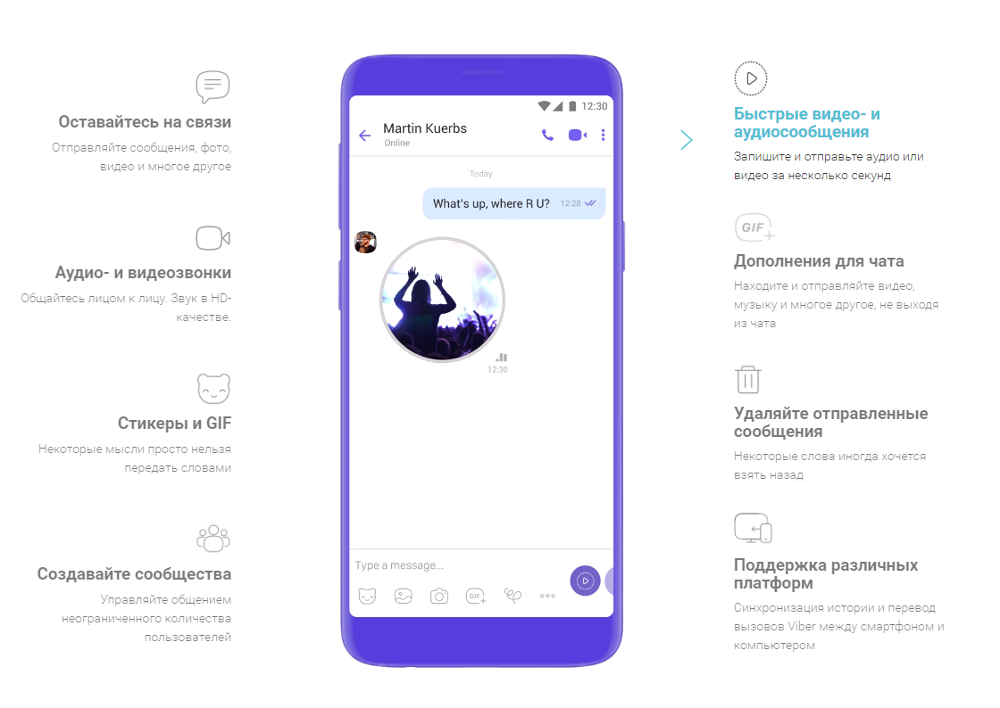 Оставайтесь на связи
Отправляйте сообщения, фото,
видео и многое другое
Аудио- и видеозвонки
Общайтесь лицом к лицу. Звук в HD-
качестве.
Стикеры и GIF
Некоторые мысли просто нельзя
передать словами
Создавайте сообщества
Управляйте общением
неограниченного количества
пользователей
12:30
Martin Kuerbs
Online
Today
What's up, where R U? 12:28
12:30
Type a message...
GIF
Быстрые видео- и
аудиосообщения
Запишите и отправьте аудио или
видео за несколько секунд
GIF
Дополнения для чата
Находите и отправляйте видео,
музыку и многое другое, не выходя
из чата
Удаляйте отправленные
сообщения
Некоторые слова иногда хочется
взять назад
Поддержка различных
платформ
Синхронизация истории и перевод
вызовов Viber между смартфоном и
компьютером